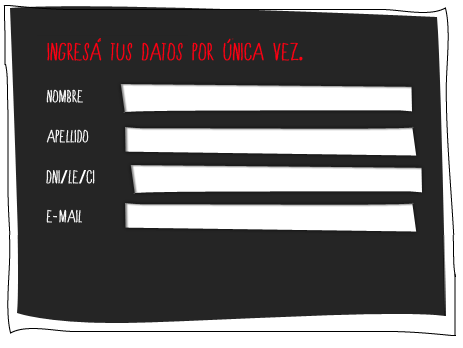 INGRESÁ TUS DATOS POR ÚNICA VEZ.
NOMBRE
APELLIDO
DNI/LE/CI
E-MAIL